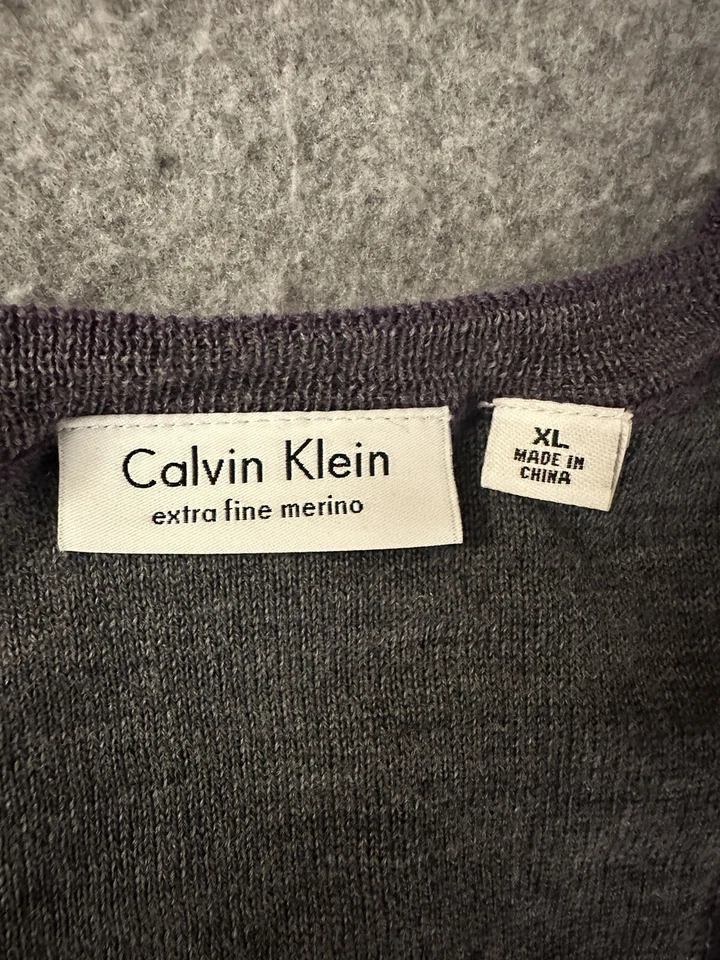 Calvin Klein
extra fine merino
XL
MADE IN
CHINA